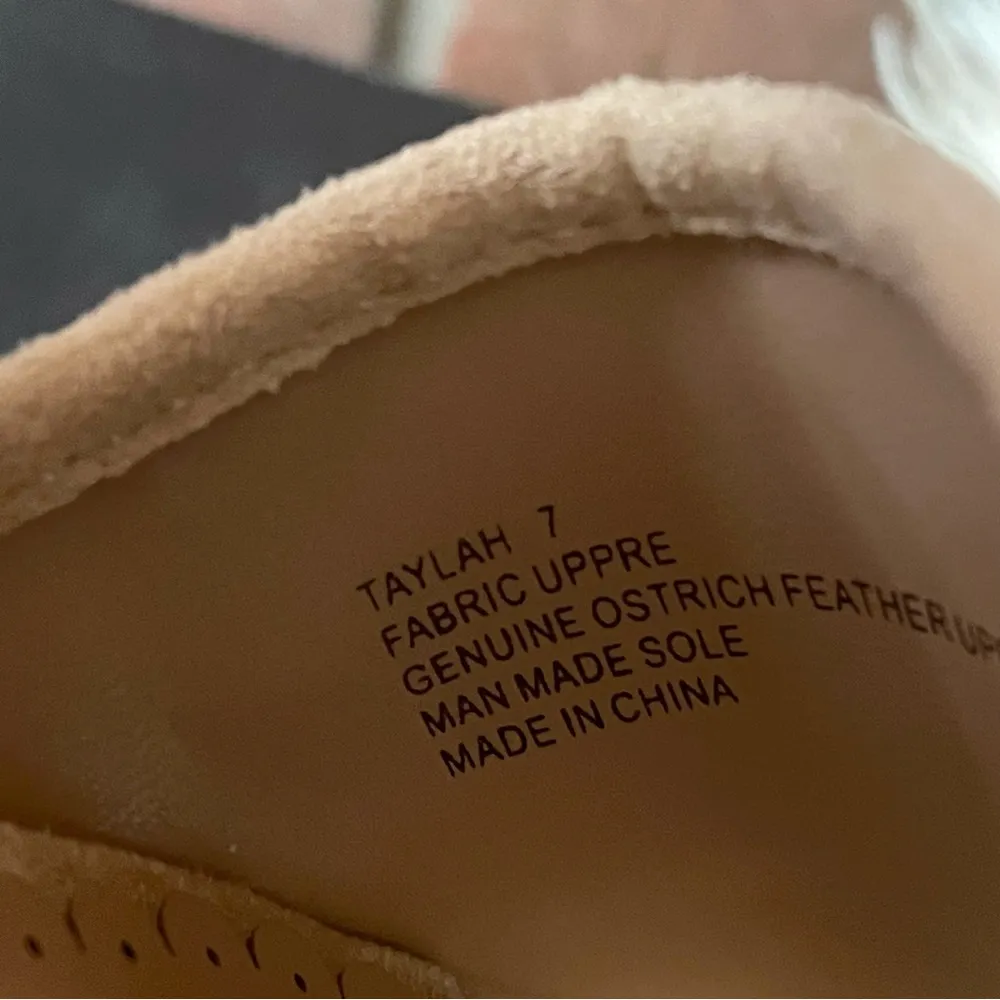 TAYLAH 7
FABRIC UPPRE
GENUINE OSTRICH FEATHER
MAN MADE SOLE
MADE IN CHINA